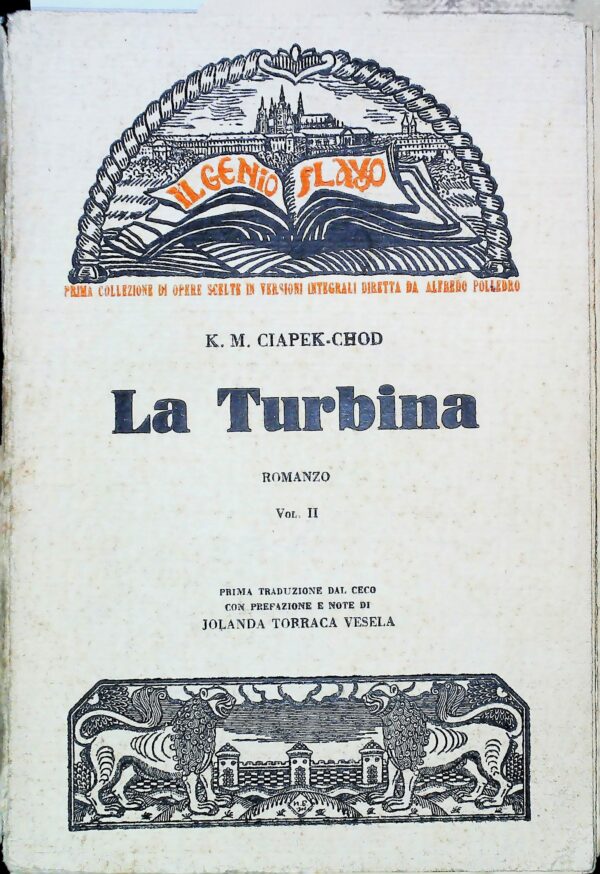 IL GENIO SLAVO
PRIMA COLLEZIONE DI OPERE SCELTE IN VERSIONI INTEGRALI DIRETTA DA ALFREDO POLLEDRO
K. M. CIAPEK-CHOD
La Turbina
ROMANZO
VOL. II
PRIMA TRADUZIONE DAL CECO
CON PREFAZIONE E NOTE DI
JOLANDA TORRACA VESELA